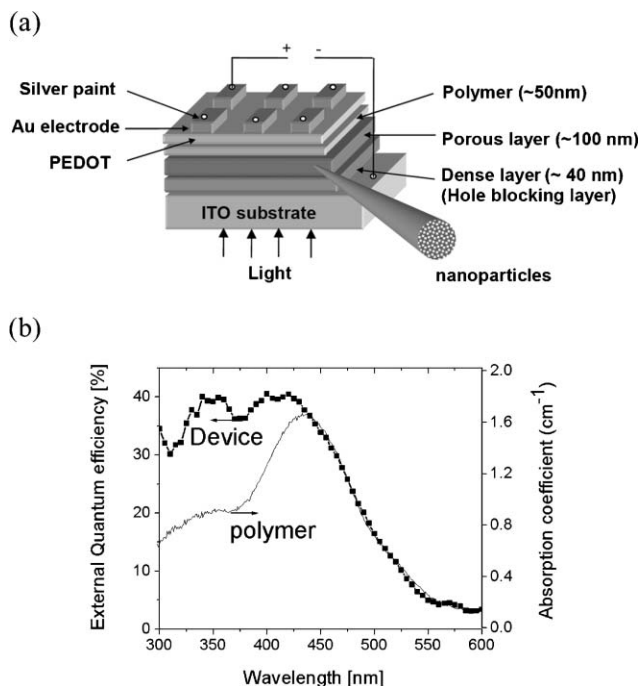 (a)
+ -
Silver paint
Au electrode
PEDOT
Polymer (~50nm)
Porous layer (~100 nm)
Dense layer (~ 40 nm)
(Hole blocking layer)
ITO substrate
Light
nanoparticles
(b)
External Quantum efficiency [%]
40
30
20
10
0
Device
polymer
2.0
1.6
1.2
0.8
0.4
0.0
Absorption coefficient (cm⁻¹)
300 350 400 450 500 550 600
Wavelength [nm]